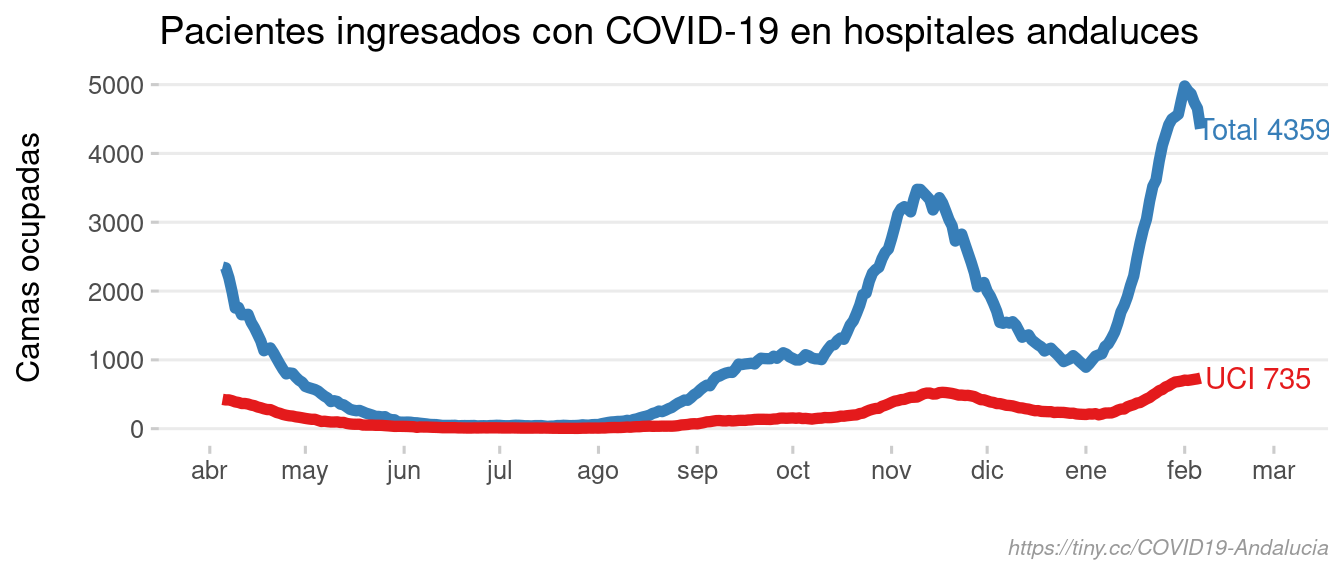 Pacientes ingresados con COVID-19 en hospitales andaluces
Camas ocupadas
5000
4000
3000
2000
1000
0
Total 4359
UCI 735
abr may jun jul ago sep oct nov dic ene feb mar
https://tiny.cc/COVID19-Andalucia